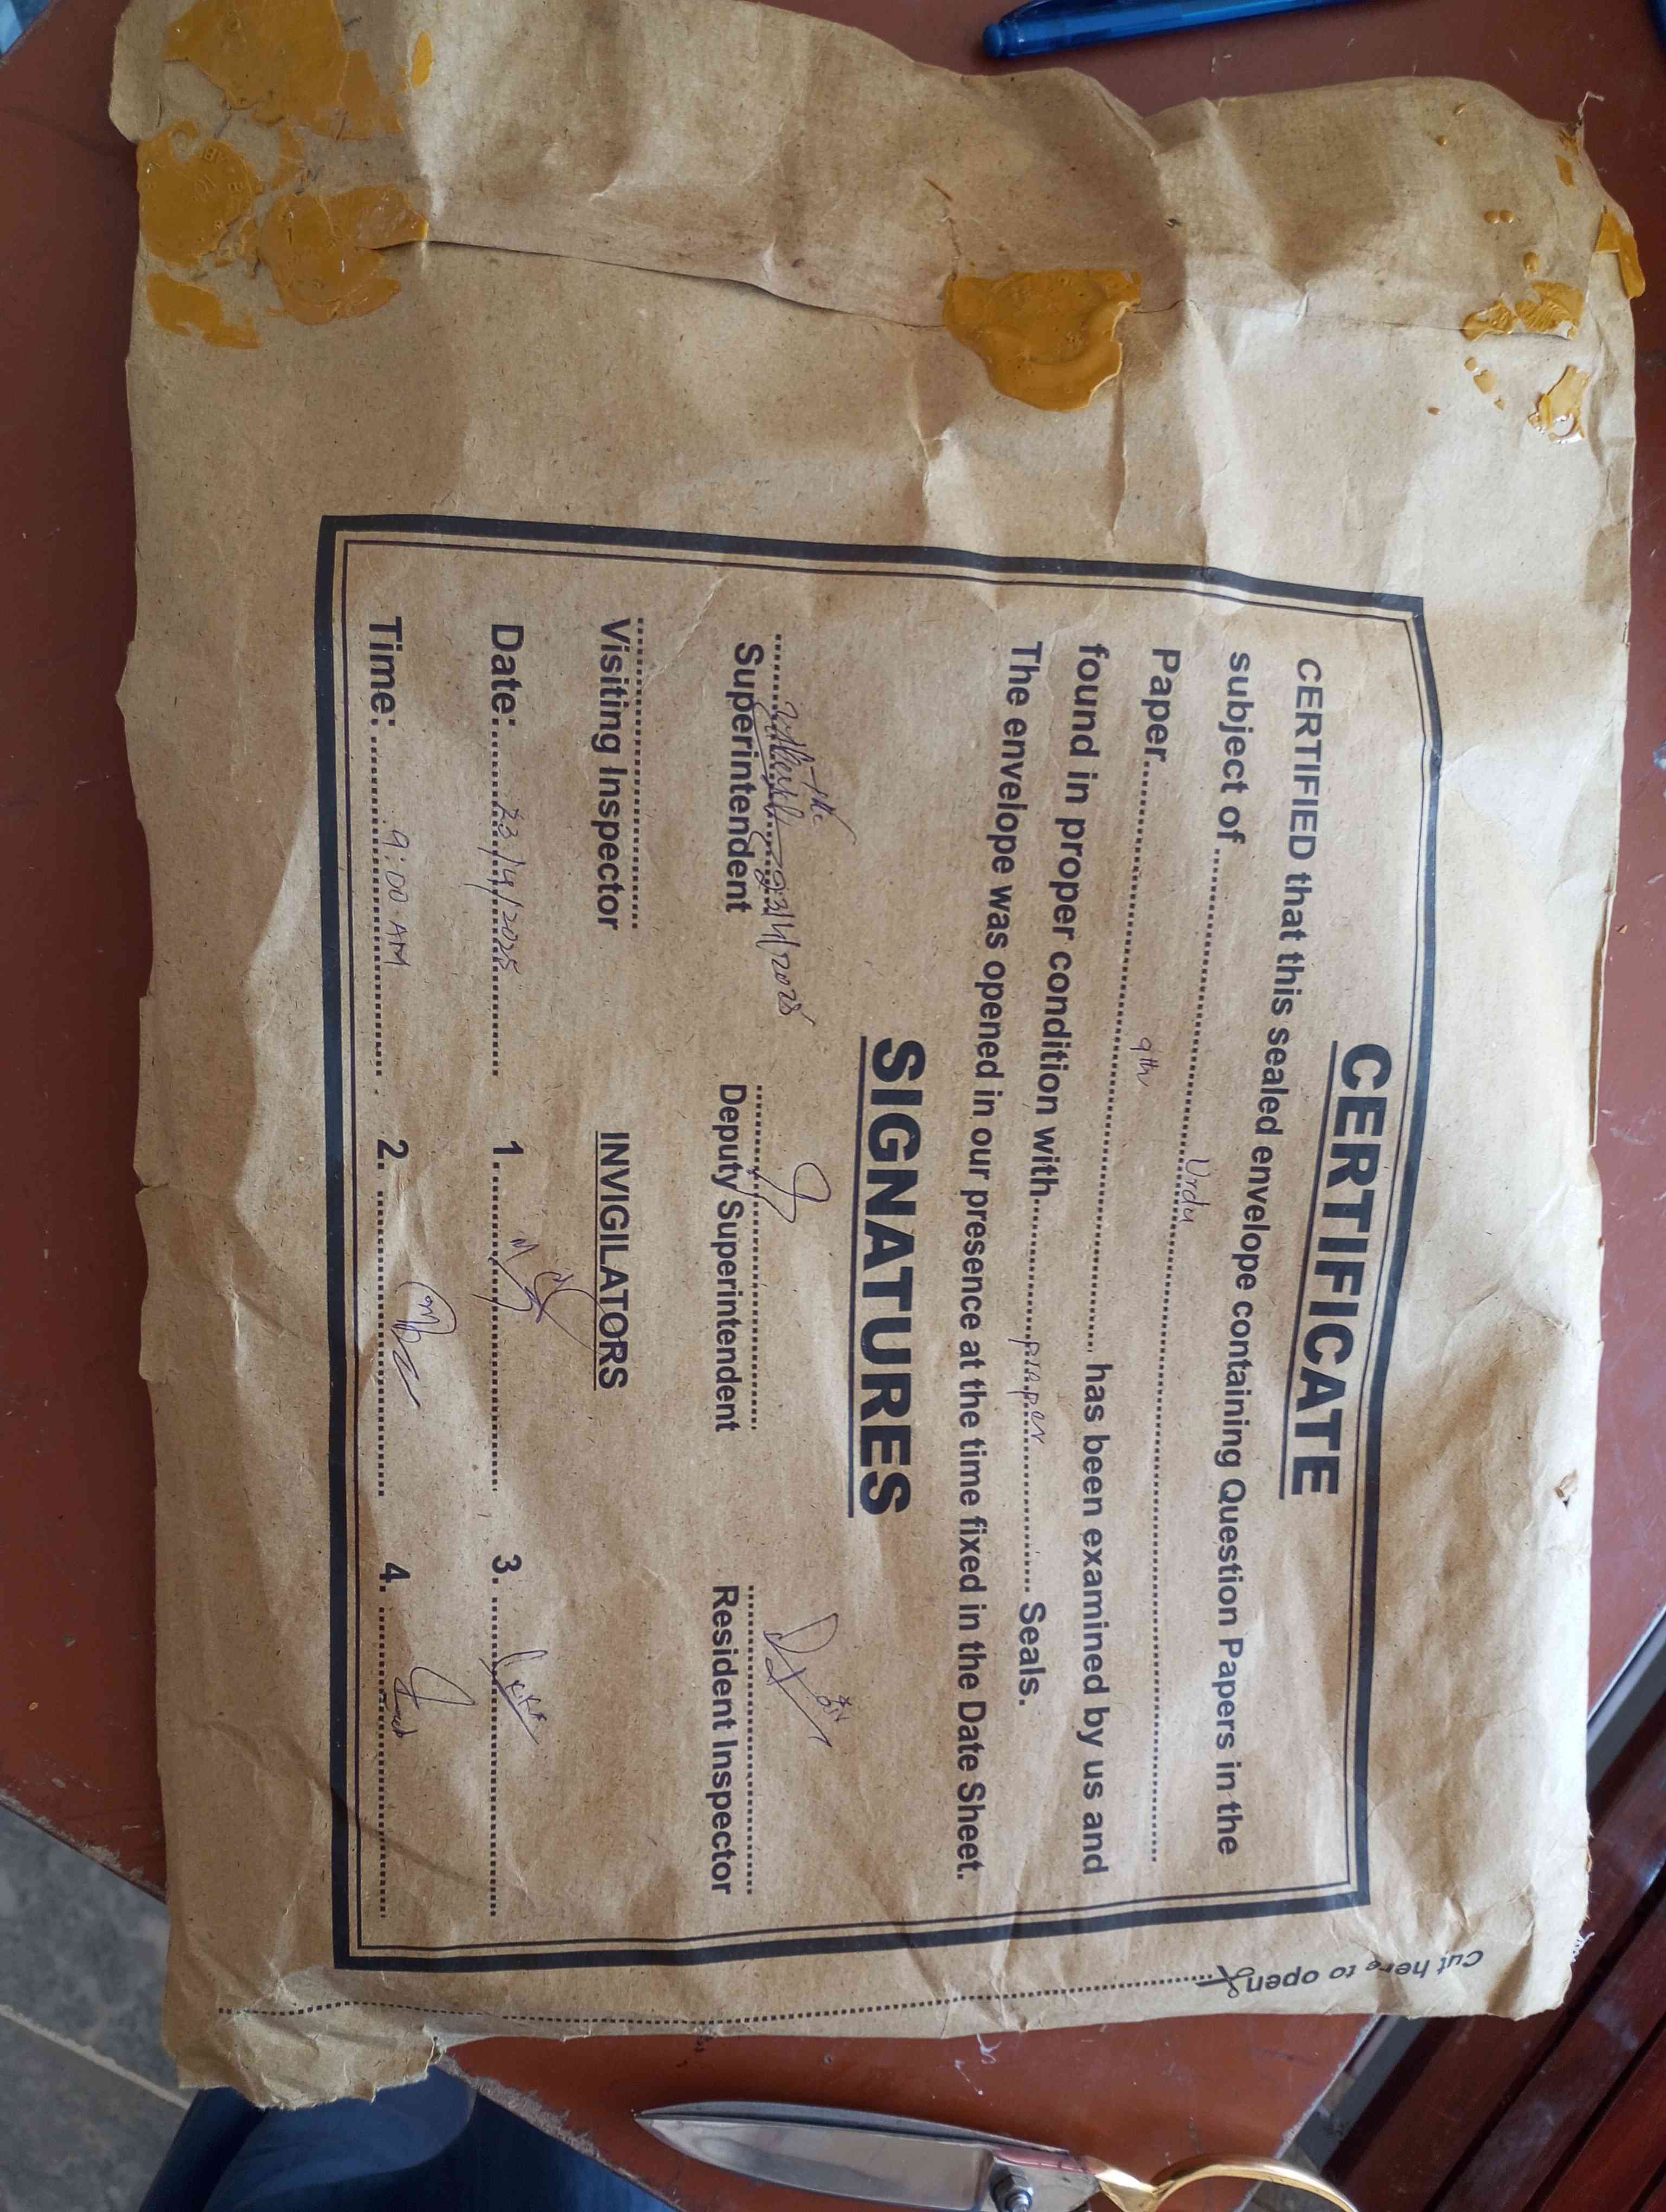 CERTIFICATE
CERTIFIED that this sealed envelope containing Question Papers in the
subject of .......... Urdu ..........
Paper .......... 9th .......... has been examined by us and
found in proper condition with .......... proper .......... Seals.
The envelope was opened in our presence at the time fixed in the Date Sheet.
SIGNATURES
23/4/2025
Superintendent Deputy Superintendent Resident Inspector
Visiting Inspector INVIGILATORS
Date: 23/4/2025 1. 3.
Time: 9:00 AM 2. 4.
Cut here to open